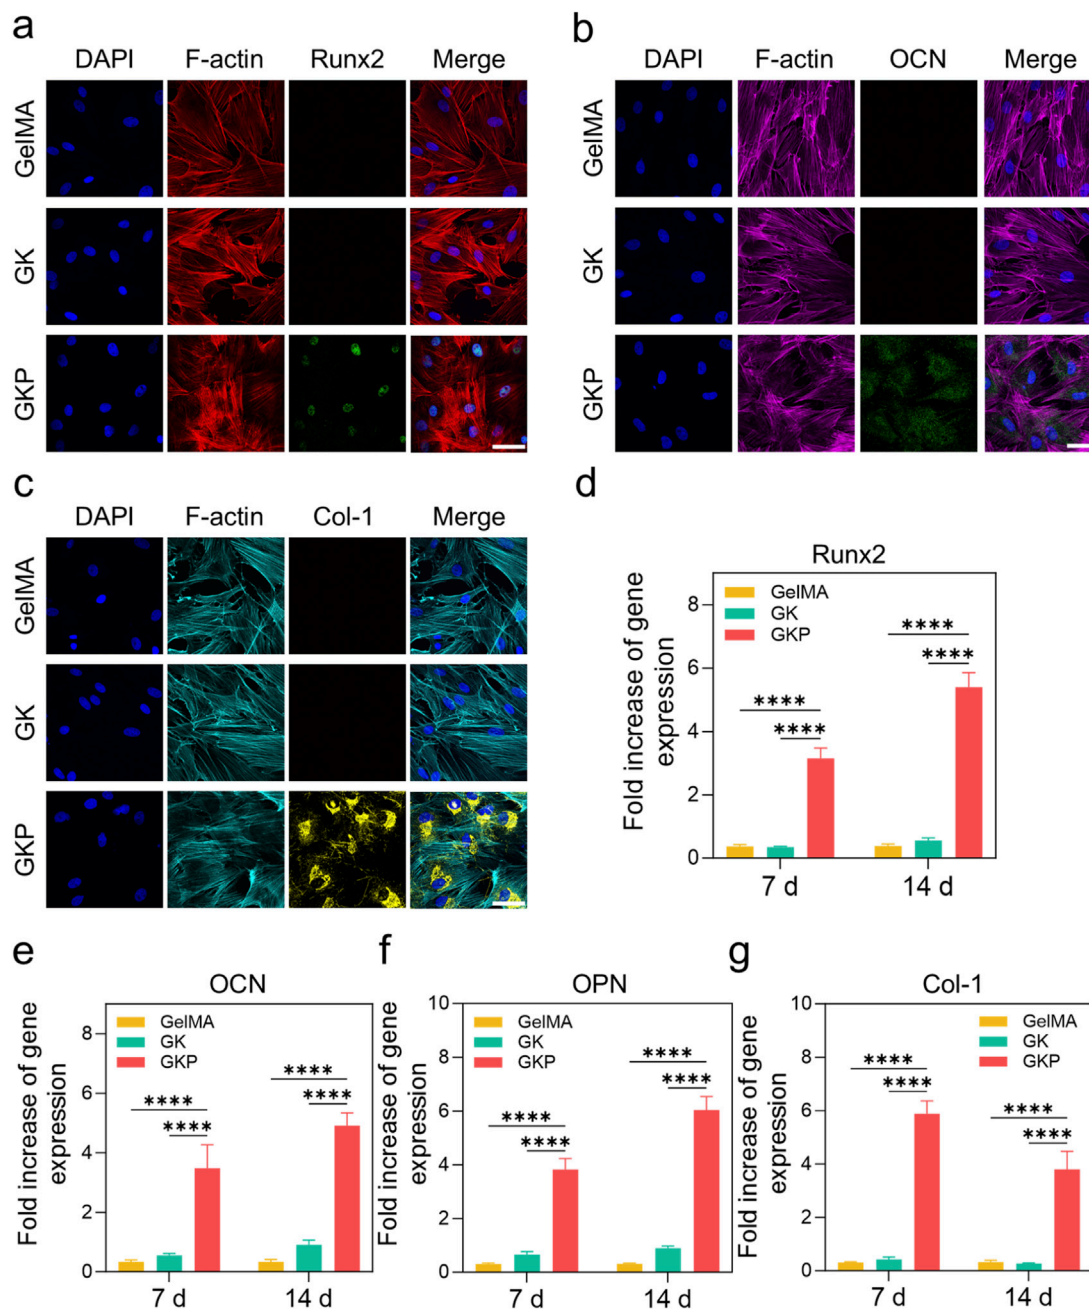 a
DAPI F-actin Runx2 Merge
GelMA
GK
GKP
b
DAPI F-actin OCN Merge
GelMA
GK
GKP
c
DAPI F-actin Col-1 Merge
GelMA
GK
GKP
d
Runx2
Fold increase of gene
expression
8
6
4
2
0
GelMA
GK
GKP
****
****
****
****
7 d 14 d
e
OCN
Fold increase of gene
expression
8
6
4
2
0
GelMA
GK
GKP
****
****
****
****
7 d 14 d
f
OPN
Fold increase of gene
expression
10
8
6
4
2
0
GelMA
GK
GKP
****
****
****
****
7 d 14 d
g
Col-1
Fold increase of gene
expression
10
8
6
4
2
0
GelMA
GK
GKP
****
****
****
****
7 d 14 d